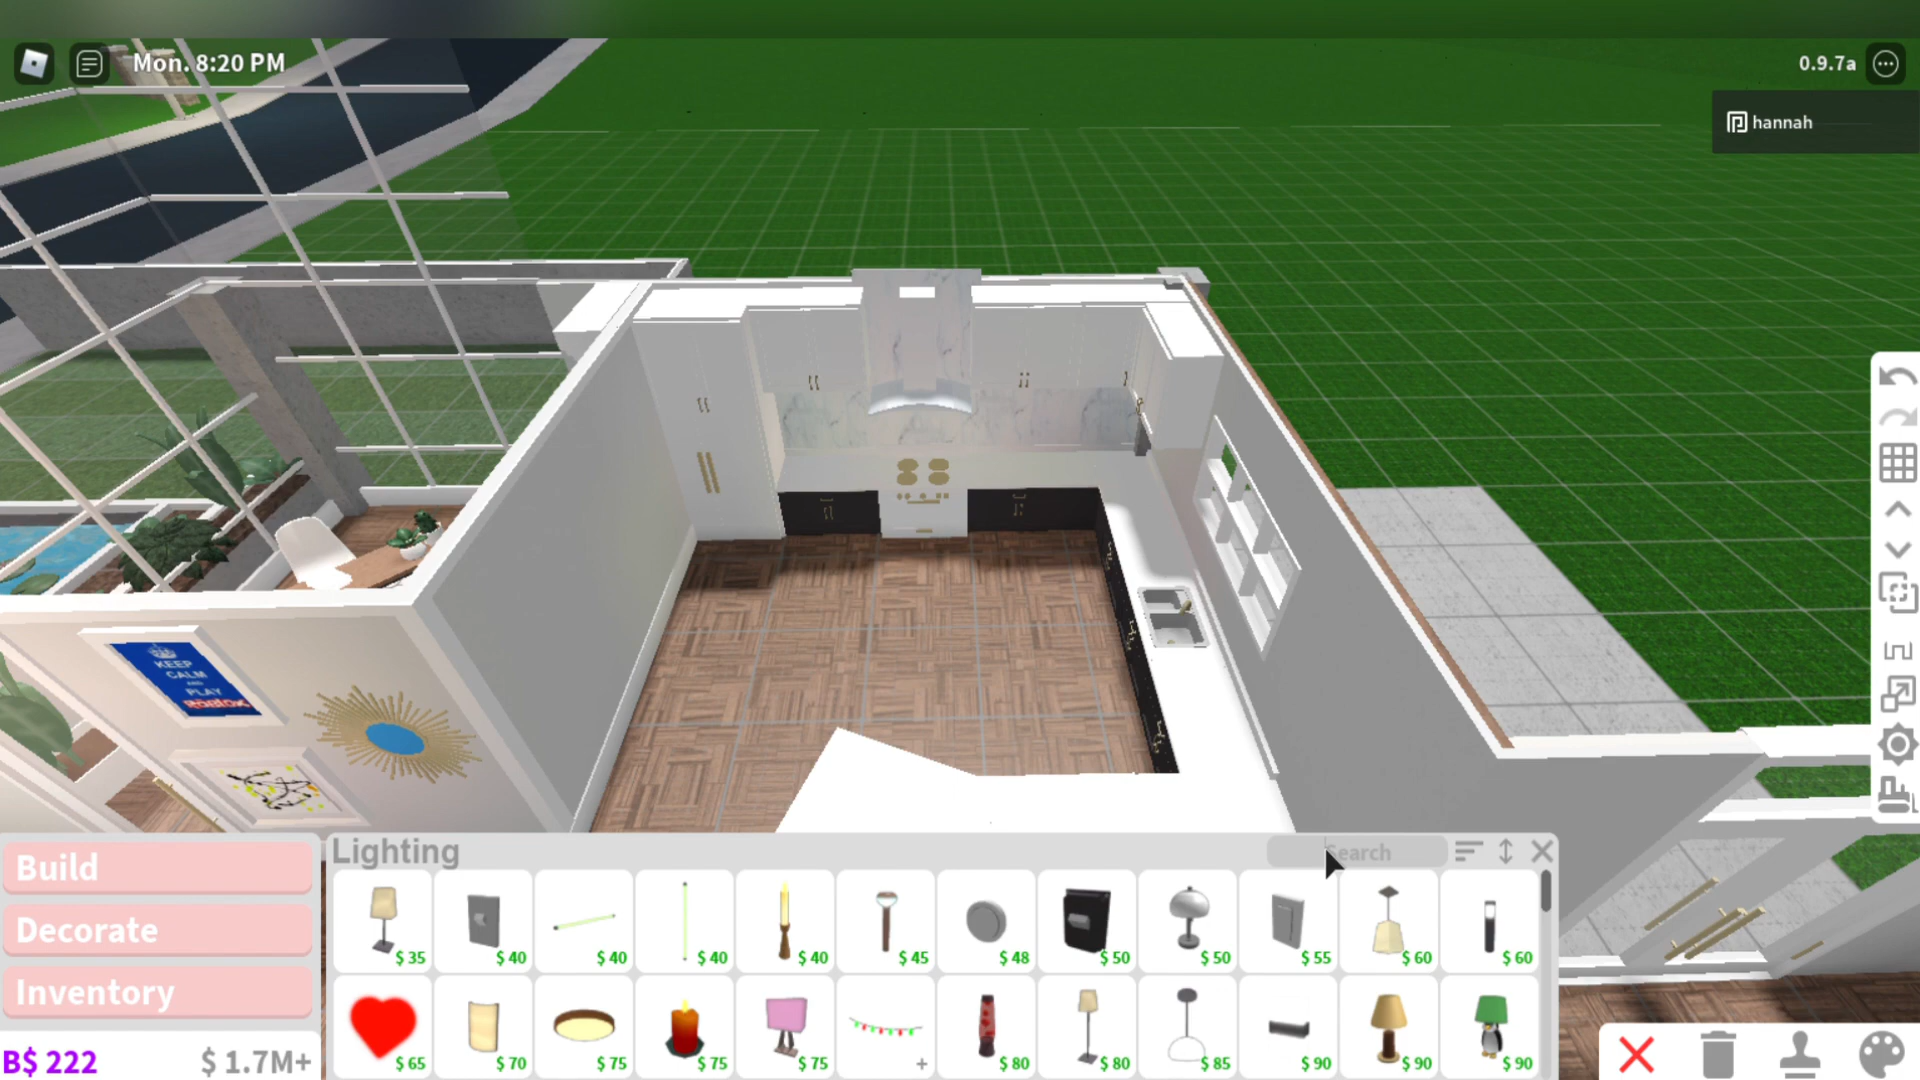 Mon. 8:20 PM
0.9.7a
hannah
KEEP
CALM
AND
PLAY
ROBLOX
Lighting
Search
Build
Decorate
Inventory
B$ 222
$ 1.7M+
$ 35
$ 40
$ 40
$ 40
$ 40
$ 45
$ 48
$ 50
$ 50
$ 55
$ 60
$ 60
$ 65
$ 70
$ 75
$ 75
$ 75
+
$ 80
$ 80
$ 85
$ 90
$ 90
$ 90